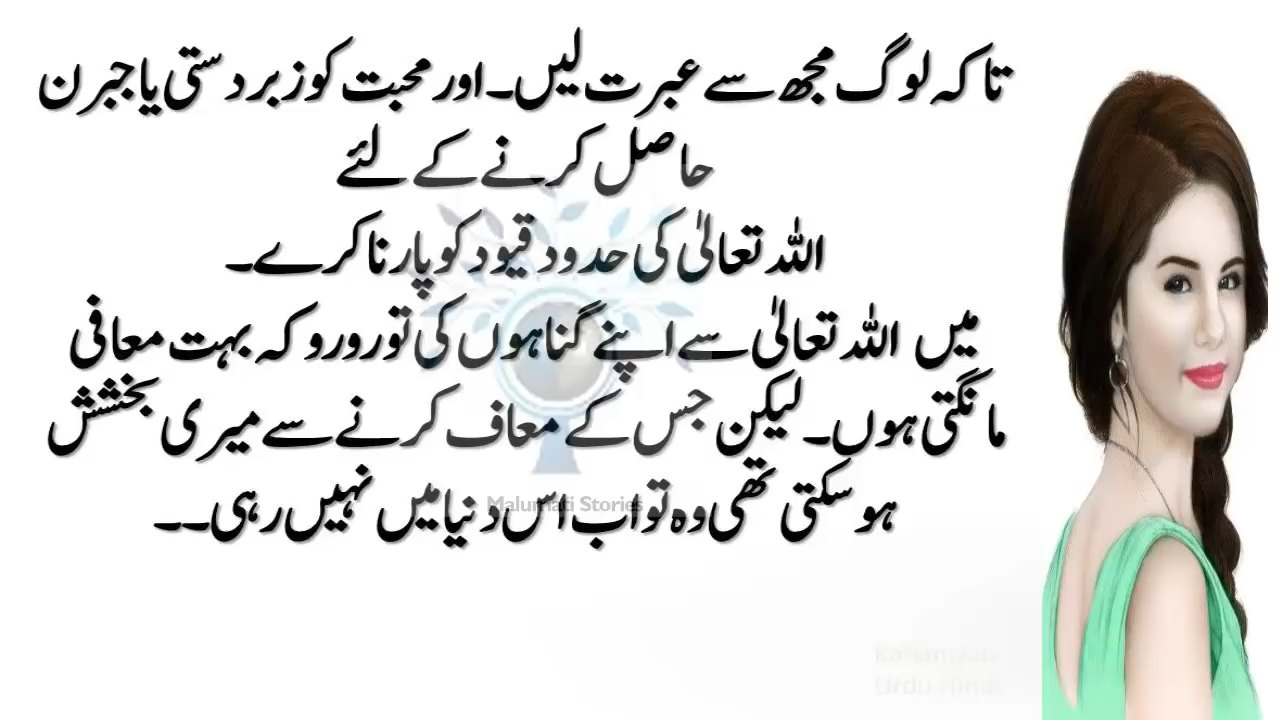 تاکہ لوگ مجھ سے عبرت لیں۔ اور محبت کو زبردستی یا جبرن
حاصل کرنے کے لئے
اللہ تعالیٰ کی حدود قیود کو پار نا کرے۔
میں اللہ تعالیٰ سے اپنے گناہوں کی تو رو رو کہ بہت معافی
مانگتی ہوں۔ لیکن جس کے معاف کرنے سے میری بخشش
ہو سکتی تھی وہ تو اب اس دنیا میں نہیں رہی۔۔
Malumati Stories
Urdu Hindi